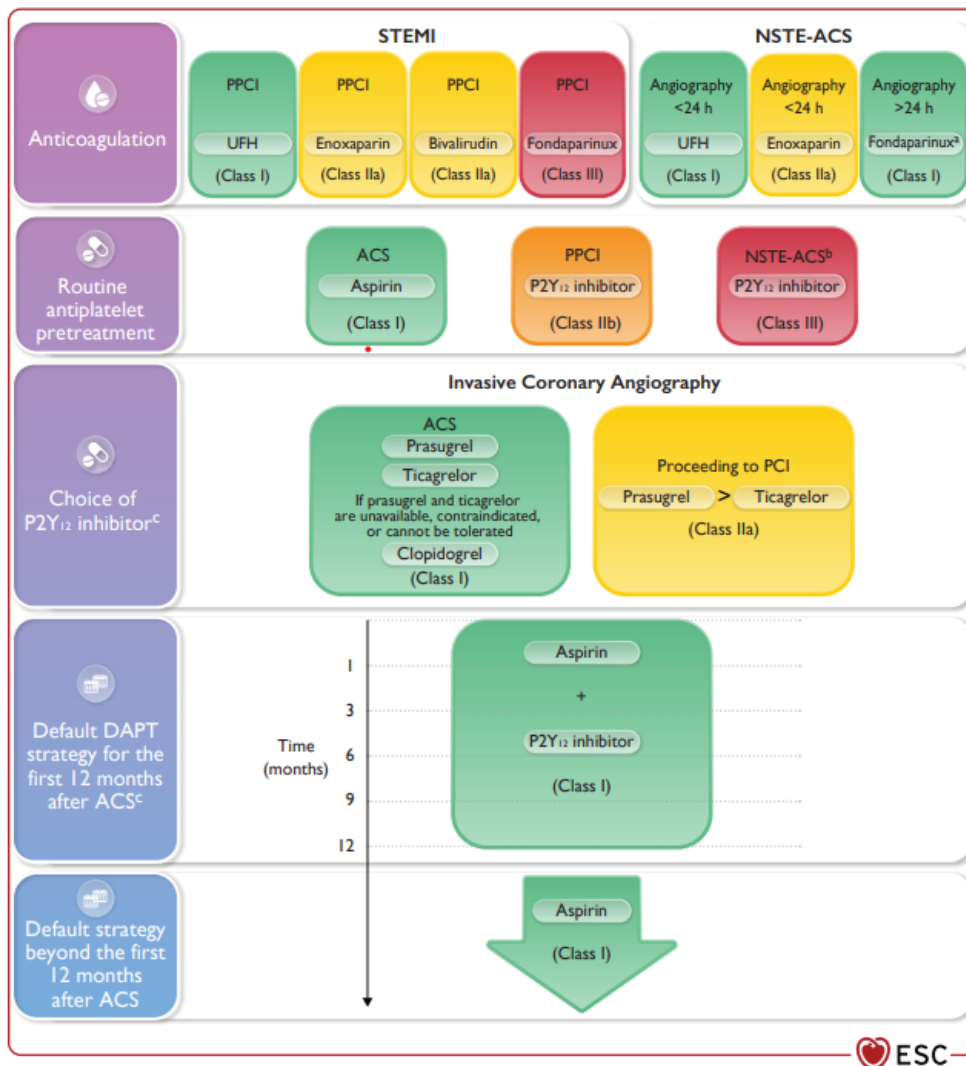 STEMI
NSTE-ACS
Anticoagulation
PPCI
UFH
(Class I)
PPCI
Enoxaparin
(Class IIa)
PPCI
Bivalirudin
(Class IIa)
PPCI
Fondaparinux
(Class III)
Angiography
<24 h
UFH
(Class I)
Angiography
<24 h
Enoxaparin
(Class IIa)
Angiography
>24 h
Fondaparinuxᵃ
(Class I)
Routine
antiplatelet
pretreatment
ACS
Aspirin
(Class I)
PPCI
P2Y₁₂ inhibitor
(Class IIb)
NSTE-ACSᵇ
P2Y₁₂ inhibitor
(Class III)
Choice of
P2Y₁₂ inhibitorᶜ
Invasive Coronary Angiography
ACS
Prasugrel
Ticagrelor
If prasugrel and ticagrelor
are unavailable, contraindicated,
or cannot be tolerated
Clopidogrel
(Class I)
Proceeding to PCI
Prasugrel > Ticagrelor
(Class IIa)
Default DAPT
strategy for the
first 12 months
after ACSᶜ
Time
(months)
1
3
6
9
12
Aspirin
+
P2Y₁₂ inhibitor
(Class I)
Default strategy
beyond the first
12 months
after ACS
Aspirin
(Class I)
ESC